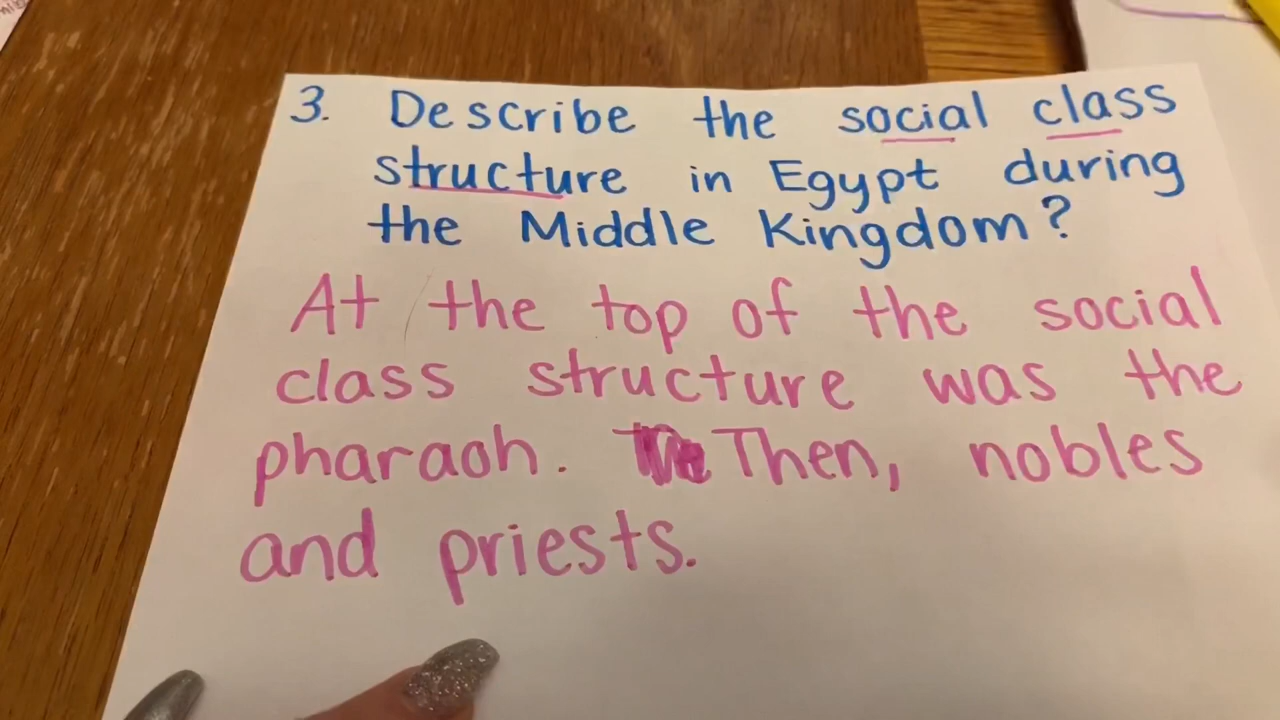 3. Describe the social class
structure in Egypt during
the Middle Kingdom?
At the top of the social
class structure was the
pharaoh. Then, nobles
and priests.